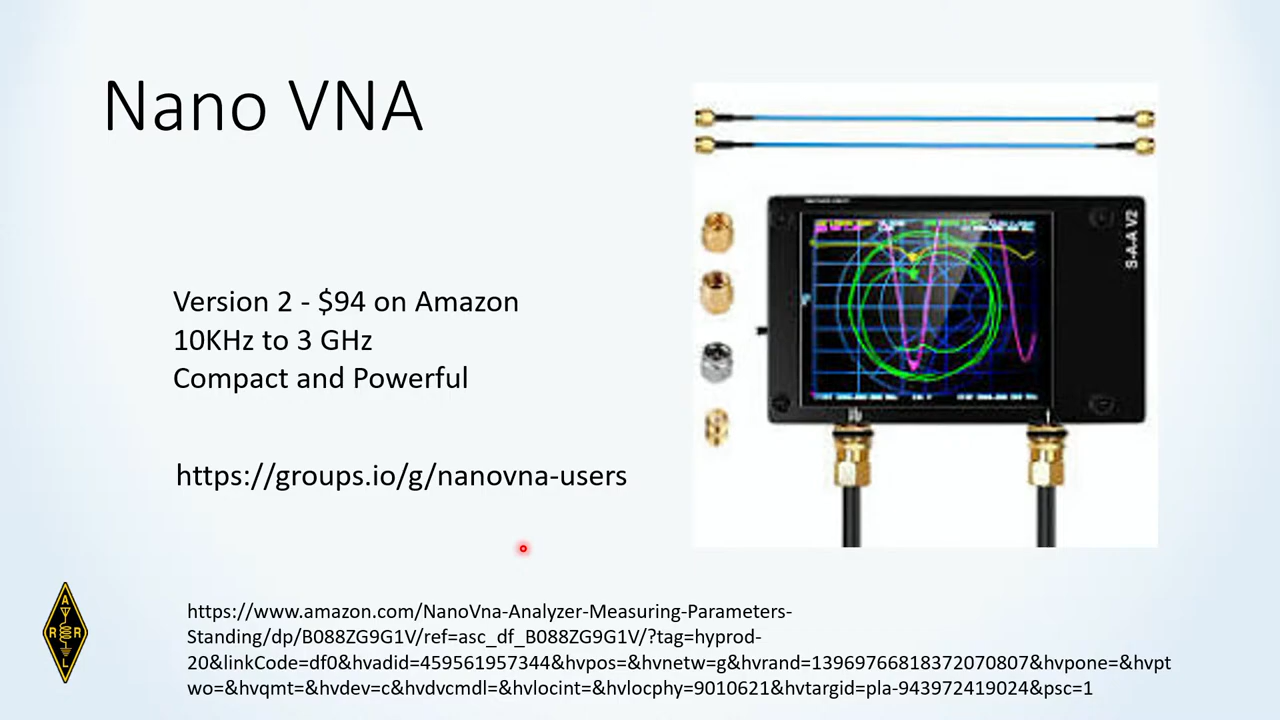 Nano VNA
S-A-A V2
Version 2 - $94 on Amazon
10KHz to 3 GHz
Compact and Powerful
https://groups.io/g/nanovna-users
A
R R
L
https://www.amazon.com/NanoVna-Analyzer-Measuring-Parameters-
Standing/dp/B088ZG9G1V/ref=asc_df_B088ZG9G1V/?tag=hyprod-
20&linkCode=df0&hvadid=459561957344&hvpos=&hvnetw=g&hvrand=13969766818372070807&hvpone=&hvpt
wo=&hvqmt=&hvdev=c&hvdvcmdl=&hvlocint=&hvlocphy=9010621&hvtargid=pla-943972419024&psc=1